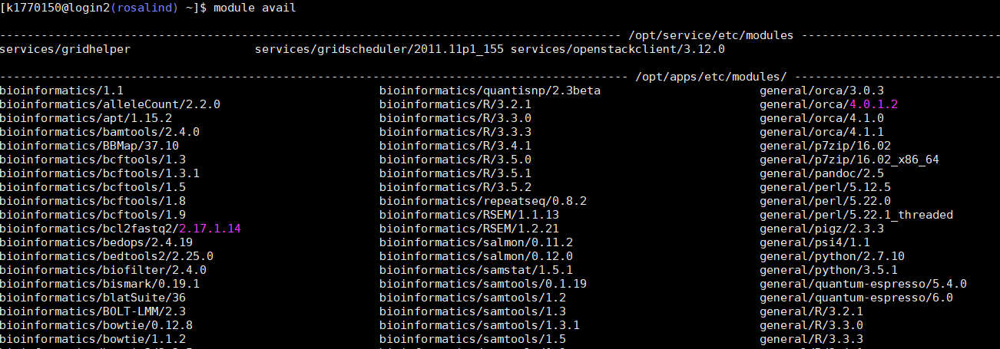 [k1770150@login2(rosalind) ~]$ module avail
------------------------------------------------------------------------------------------ /opt/service/etc/modules -----------------------------
services/gridhelper services/gridscheduler/2011.11p1_155 services/openstackclient/3.12.0
------------------------------------------------------------------------------------------- /opt/apps/etc/modules/ ------------------------------
bioinformatics/1.1 bioinformatics/quantisnp/2.3beta general/orca/3.0.3
bioinformatics/alleleCount/2.2.0 bioinformatics/R/3.2.1 general/orca/4.0.1.2
bioinformatics/apt/1.15.2 bioinformatics/R/3.3.0 general/orca/4.1.0
bioinformatics/bamtools/2.4.0 bioinformatics/R/3.3.3 general/orca/4.1.1
bioinformatics/BBMap/37.10 bioinformatics/R/3.4.1 general/p7zip/16.02
bioinformatics/bcftools/1.3 bioinformatics/R/3.5.0 general/p7zip/16.02_x86_64
bioinformatics/bcftools/1.3.1 bioinformatics/R/3.5.1 general/pandoc/2.5
bioinformatics/bcftools/1.5 bioinformatics/R/3.5.2 general/perl/5.12.5
bioinformatics/bcftools/1.8 bioinformatics/repeatseq/0.8.2 general/perl/5.22.0
bioinformatics/bcftools/1.9 bioinformatics/RSEM/1.1.13 general/perl/5.22.1_threaded
bioinformatics/bcl2fastq2/2.17.1.14 bioinformatics/RSEM/1.2.21 general/pigz/2.3.3
bioinformatics/bedops/2.4.19 bioinformatics/salmon/0.11.2 general/psi4/1.1
bioinformatics/bedtools2/2.25.0 bioinformatics/salmon/0.12.0 general/python/2.7.10
bioinformatics/biofilter/2.4.0 bioinformatics/samstat/1.5.1 general/python/3.5.1
bioinformatics/bismark/0.19.1 bioinformatics/samtools/0.1.19 general/quantum-espresso/5.4.0
bioinformatics/blatSuite/36 bioinformatics/samtools/1.2 general/quantum-espresso/6.0
bioinformatics/BOLT-LMM/2.3 bioinformatics/samtools/1.3 general/R/3.2.1
bioinformatics/bowtie/0.12.8 bioinformatics/samtools/1.3.1 general/R/3.3.0
bioinformatics/bowtie/1.1.2 bioinformatics/samtools/1.5 general/R/3.3.3